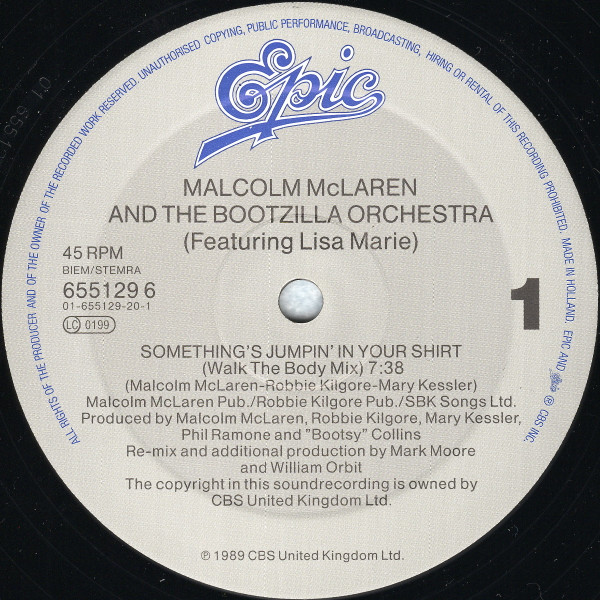 ALL RIGHTS OF THE PRODUCER AND OF THE OWNER OF THE RECORDED WORK RESERVED. UNAUTHORISED COPYING, PUBLIC PERFORMANCE, BROADCASTING, HIRING OR RENTAL OF THIS RECORDING PROHIBITED. MADE IN HOLLAND. EPIC AND ® CBS INC.
Epic
MALCOLM McLAREN
AND THE BOOTZILLA ORCHESTRA
(Featuring Lisa Marie)
45 RPM
BIEM/STEMRA
655129 6
01-655129-20-1
LC 0199
1
SOMETHING'S JUMPIN' IN YOUR SHIRT
(Walk The Body Mix) 7:38
(Malcolm McLaren-Robbie Kilgore-Mary Kessler)
Malcolm McLaren Pub./Robbie Kilgore Pub./SBK Songs Ltd.
Produced by Malcolm McLaren, Robbie Kilgore, Mary Kessler,
Phil Ramone and "Bootsy" Collins
Re-mix and additional production by Mark Moore
and William Orbit
The copyright in this soundrecording is owned by
CBS United Kingdom Ltd.
℗ 1989 CBS United Kingdom Ltd.